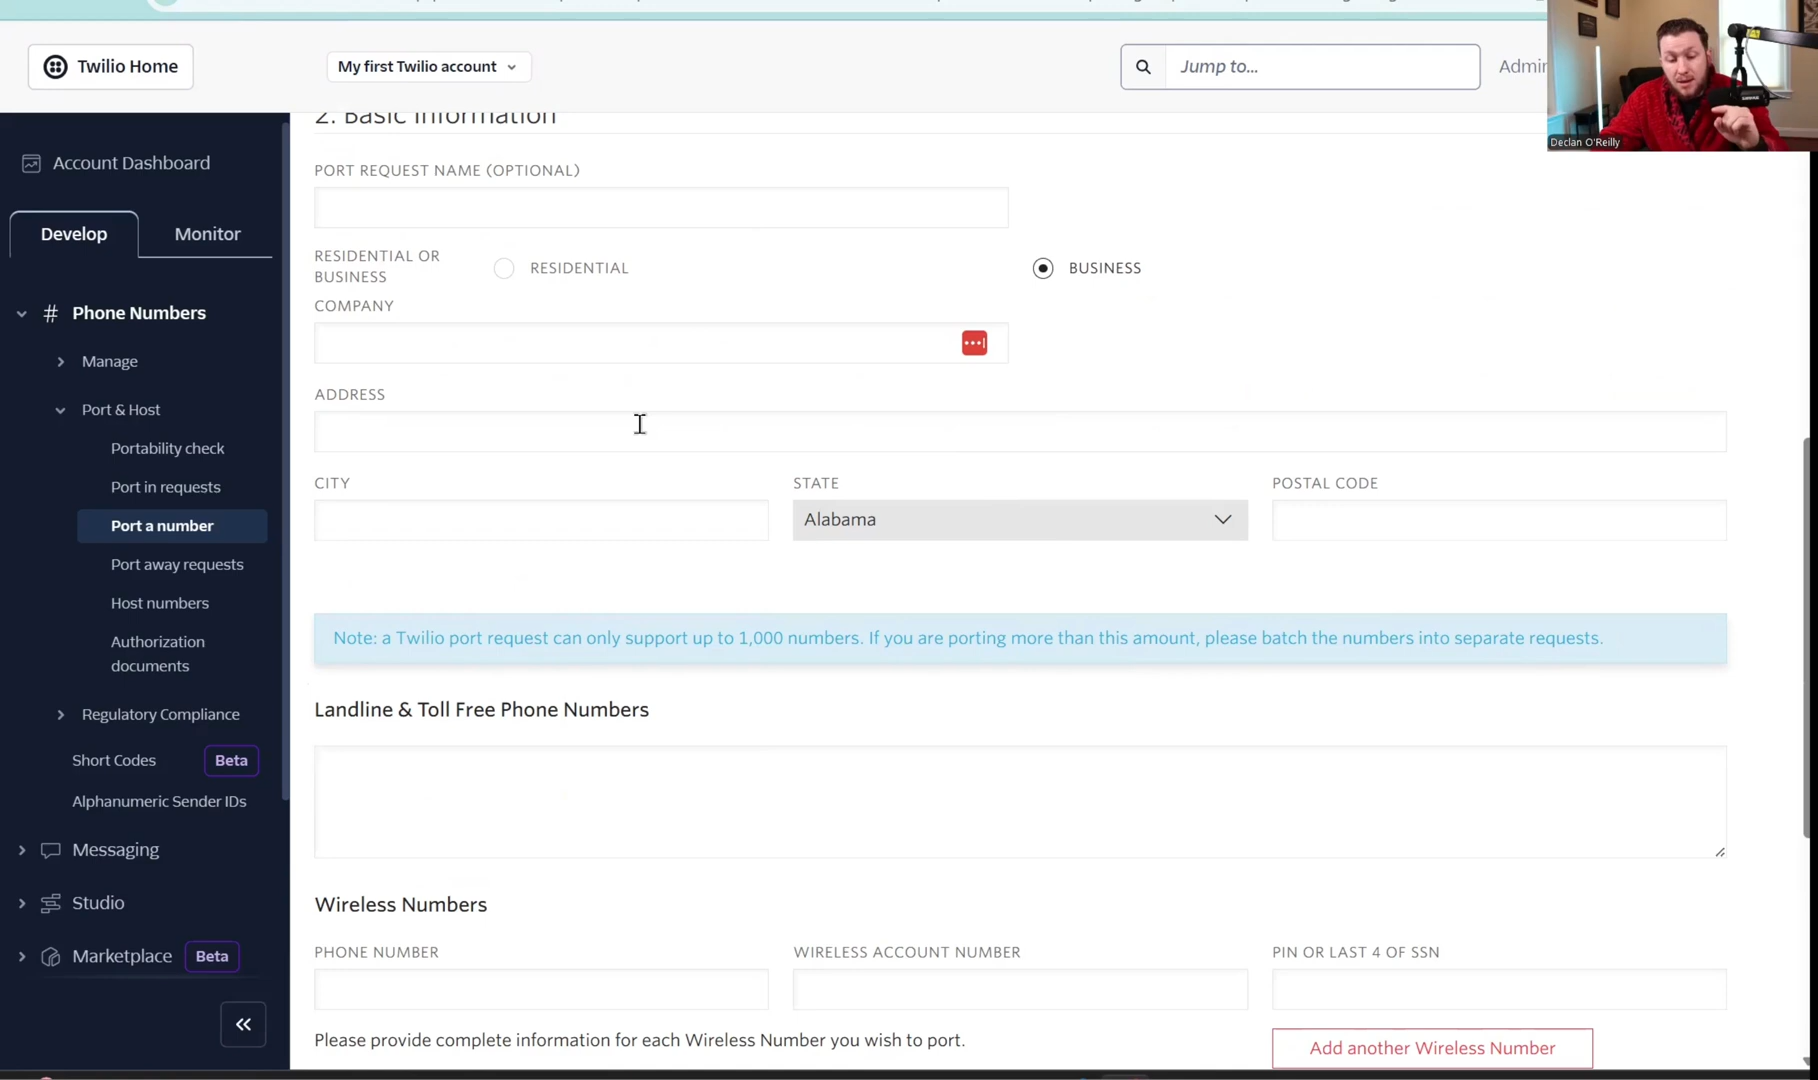 Twilio Home
My first Twilio account
Jump to...
Admin
Declan O'Reilly
Account Dashboard
Develop
Monitor
# Phone Numbers
Manage
Port & Host
Portability check
Port in requests
Port a number
Port away requests
Host numbers
Authorization
documents
Regulatory Compliance
Short Codes Beta
Alphanumeric Sender IDs
Messaging
Studio
Marketplace Beta
2. Basic Information
PORT REQUEST NAME (OPTIONAL)
RESIDENTIAL OR
BUSINESS
RESIDENTIAL
BUSINESS
COMPANY
ADDRESS
CITY
STATE
POSTAL CODE
Alabama
Note: a Twilio port request can only support up to 1,000 numbers. If you are porting more than this amount, please batch the numbers into separate requests.
Landline & Toll Free Phone Numbers
Wireless Numbers
PHONE NUMBER
WIRELESS ACCOUNT NUMBER
PIN OR LAST 4 OF SSN
Please provide complete information for each Wireless Number you wish to port.
Add another Wireless Number